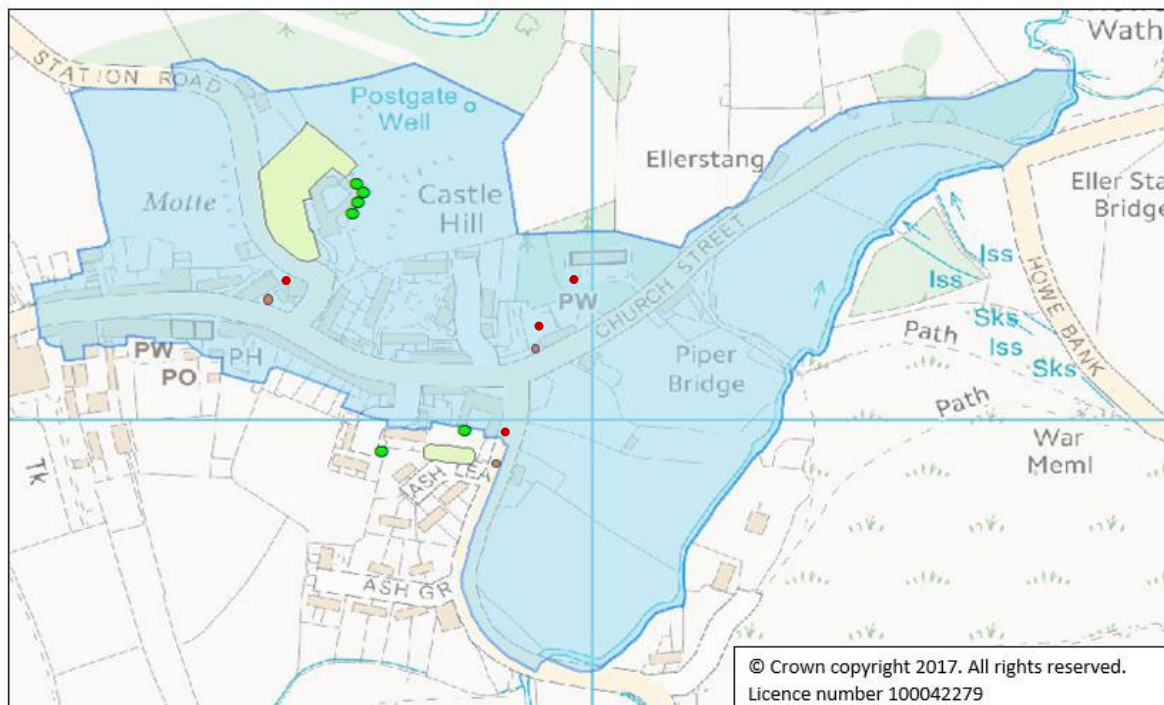 Wath
STATION ROAD
Postgate
Well
Ellerstang
Motte
Castle
Hill
Eller Sta
Bridge
Iss
Iss
HOWE BANK
PW
CHURCH STREET
Path
Sks
Iss
Sks
PW
PH
PO
Piper
Bridge
Path
War
Meml
Tk
ASH LEA
ASH GR
© Crown copyright 2017. All rights reserved.
Licence number 100042279